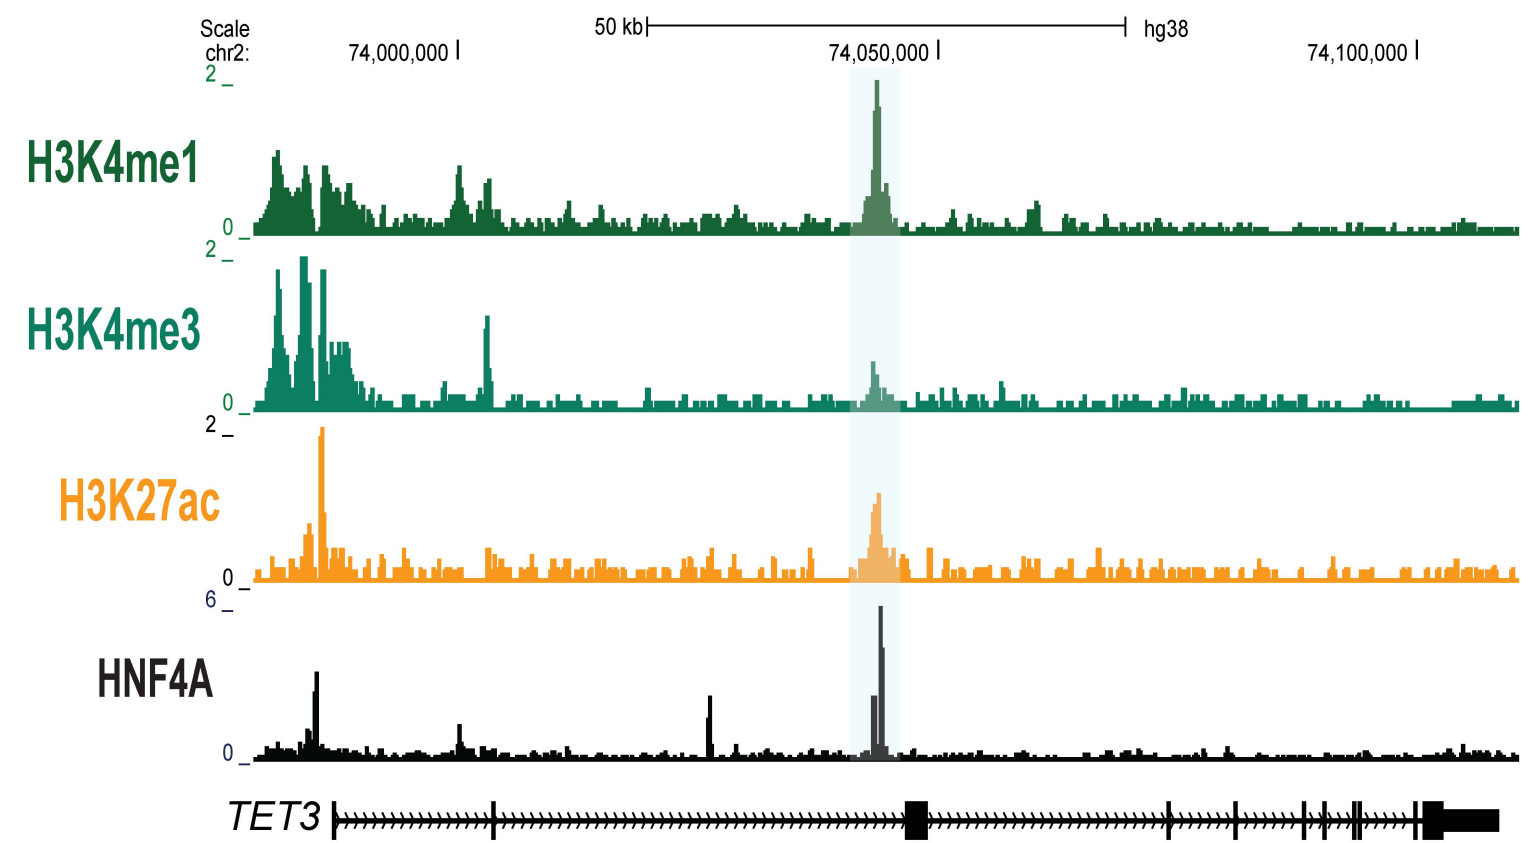 Scale 50 kb hg38
chr2: 74,000,000 74,050,000 74,100,000
2
H3K4me1
0
2
H3K4me3
0
2
H3K27ac
0
6
HNF4A
0
TET3